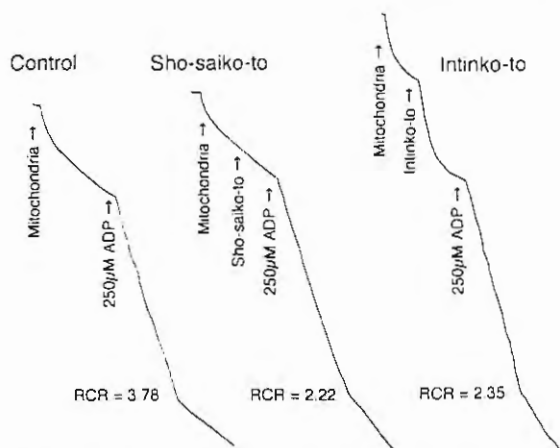 Control
Mitochondria →
250µM ADP →
RCR = 3.78
Sho-saiko-to
Mitochondria →
Sho-saiko-to →
250µM ADP →
RCR = 2.22
Intinko-to
Mitochondria →
Intinko-to →
250µM ADP →
RCR = 2.35